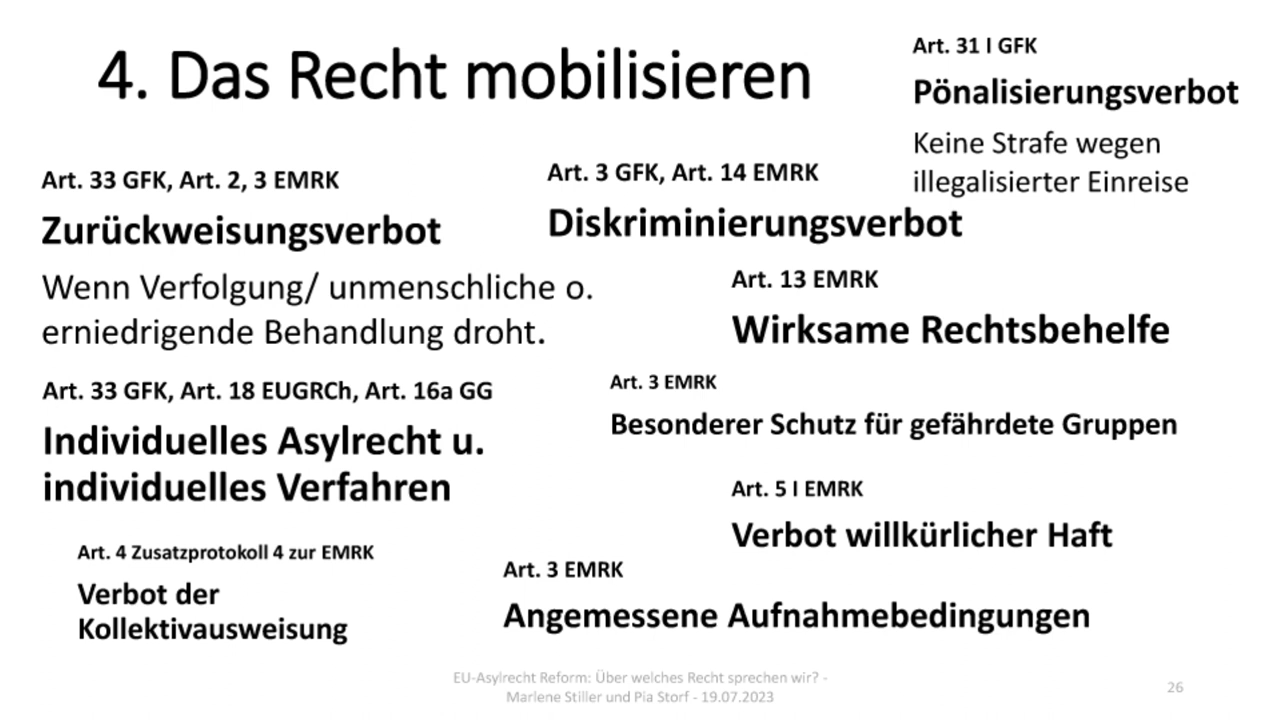 4. Das Recht mobilisieren
Art. 31 I GFK
Pönalisierungsverbot
Keine Strafe wegen
illegalisierter Einreise
Art. 33 GFK, Art. 2, 3 EMRK
Zurückweisungsverbot
Wenn Verfolgung/ unmenschliche o.
erniedrigende Behandlung droht.
Art. 3 GFK, Art. 14 EMRK
Diskriminierungsverbot
Art. 13 EMRK
Wirksame Rechtsbehelfe
Art. 33 GFK, Art. 18 EUGRCh, Art. 16a GG
Individuelles Asylrecht u.
individuelles Verfahren
Art. 3 EMRK
Besonderer Schutz für gefährdete Gruppen
Art. 5 I EMRK
Verbot willkürlicher Haft
Art. 4 Zusatzprotokoll 4 zur EMRK
Verbot der
Kollektivausweisung
Art. 3 EMRK
Angemessene Aufnahmebedingungen
EU-Asylrecht Reform: Über welches Recht sprechen wir? -
Marlene Stiller und Pia Storf - 19.07.2023
26